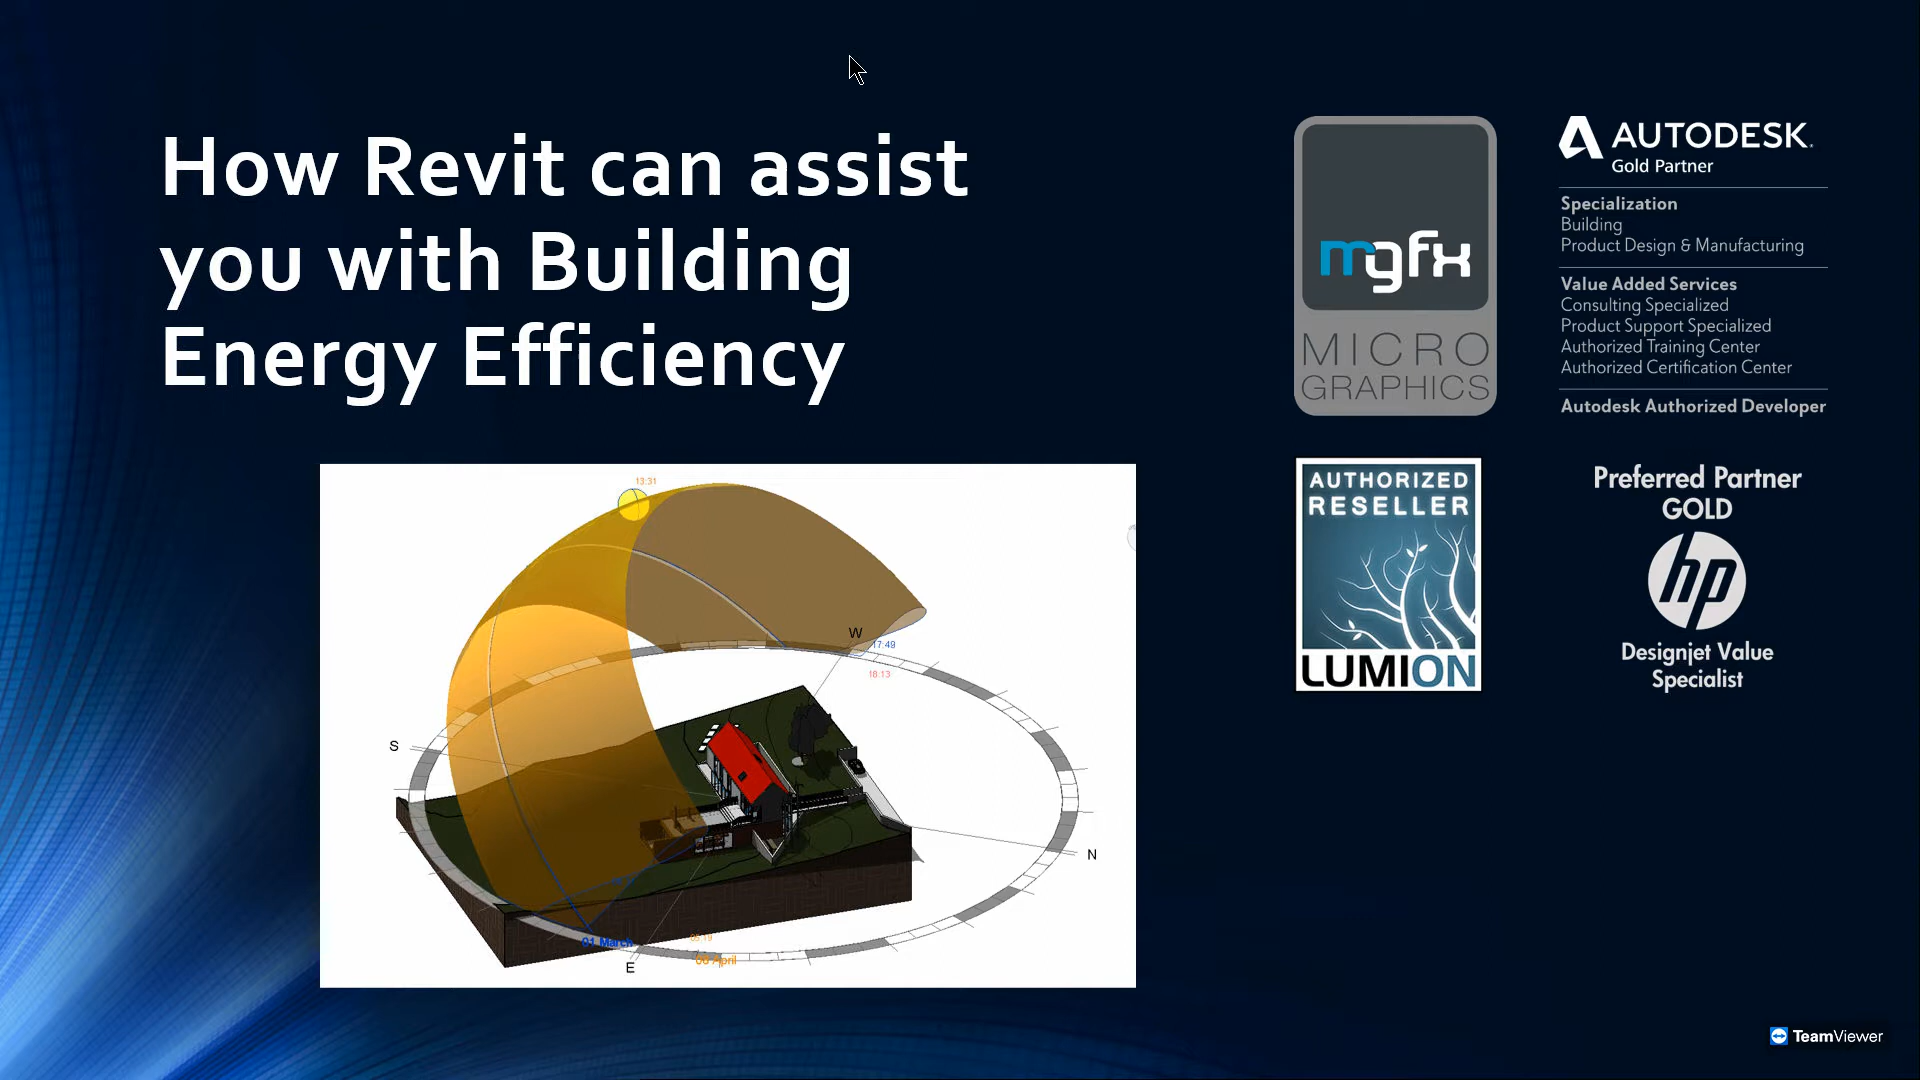 How Revit can assist
you with Building
Energy Efficiency
mgfx
MICRO
GRAPHICS
AUTODESK.
Gold Partner
Specialization
Building
Product Design & Manufacturing
Value Added Services
Consulting Specialized
Product Support Specialized
Authorized Training Center
Authorized Certification Center
Autodesk Authorized Developer
AUTHORIZED
RESELLER
LUMION
Preferred Partner
GOLD
hp
Designjet Value
Specialist
13:31
W
17:49
18:13
S
N
01 March
E
TeamViewer